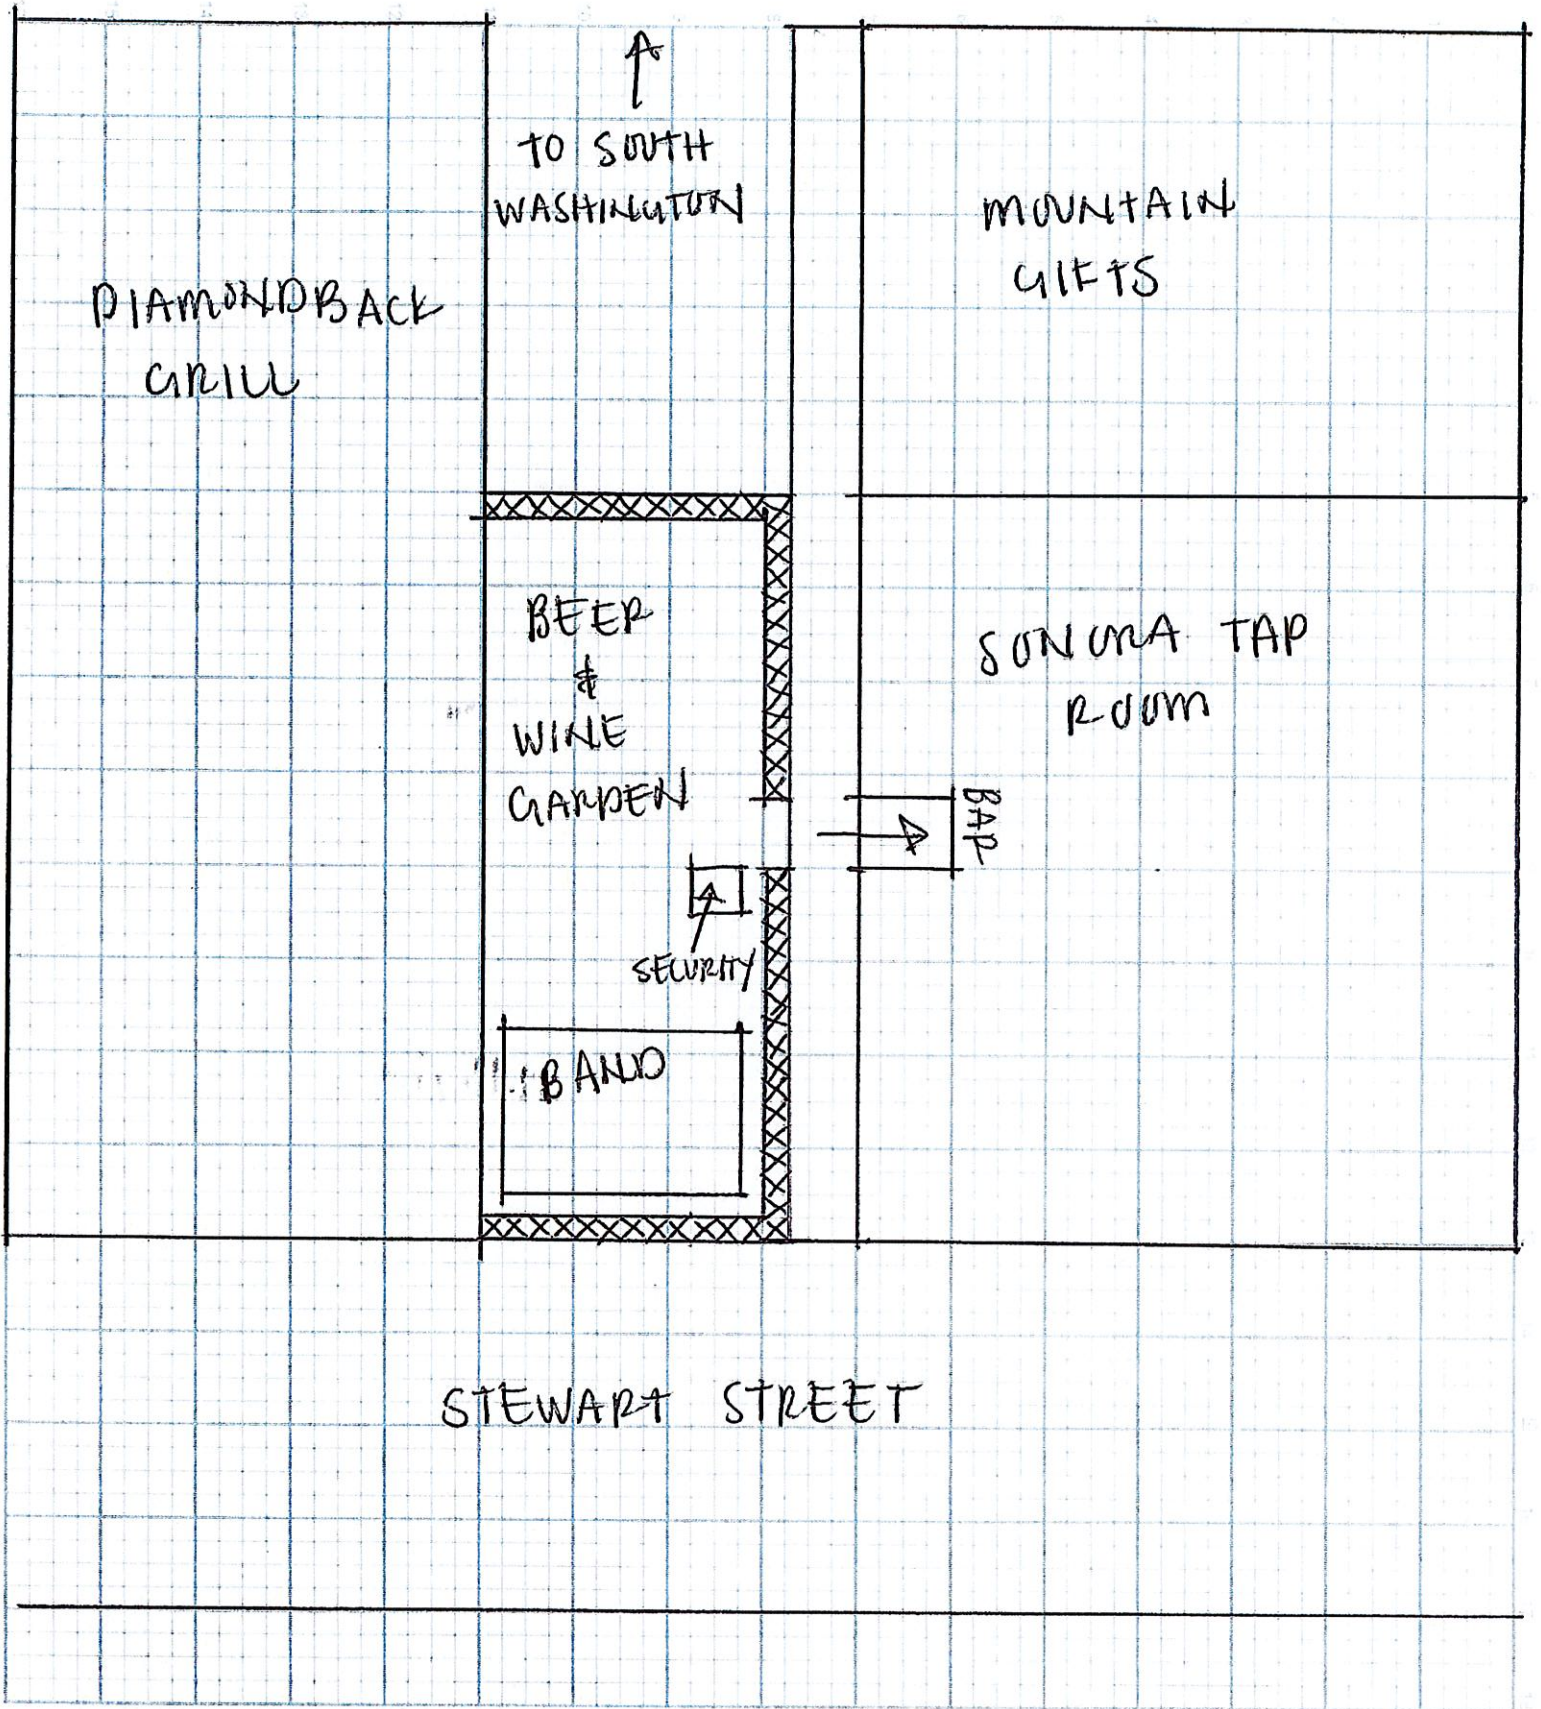 TO SOUTH
WASHINGTON
MOUNTAIN
GIFTS
DIAMONDBACK
GRILL
BEER
&
WINE
GARDEN
SONORA TAP
ROOM
BAR
SECURITY
BAND
STEWART STREET